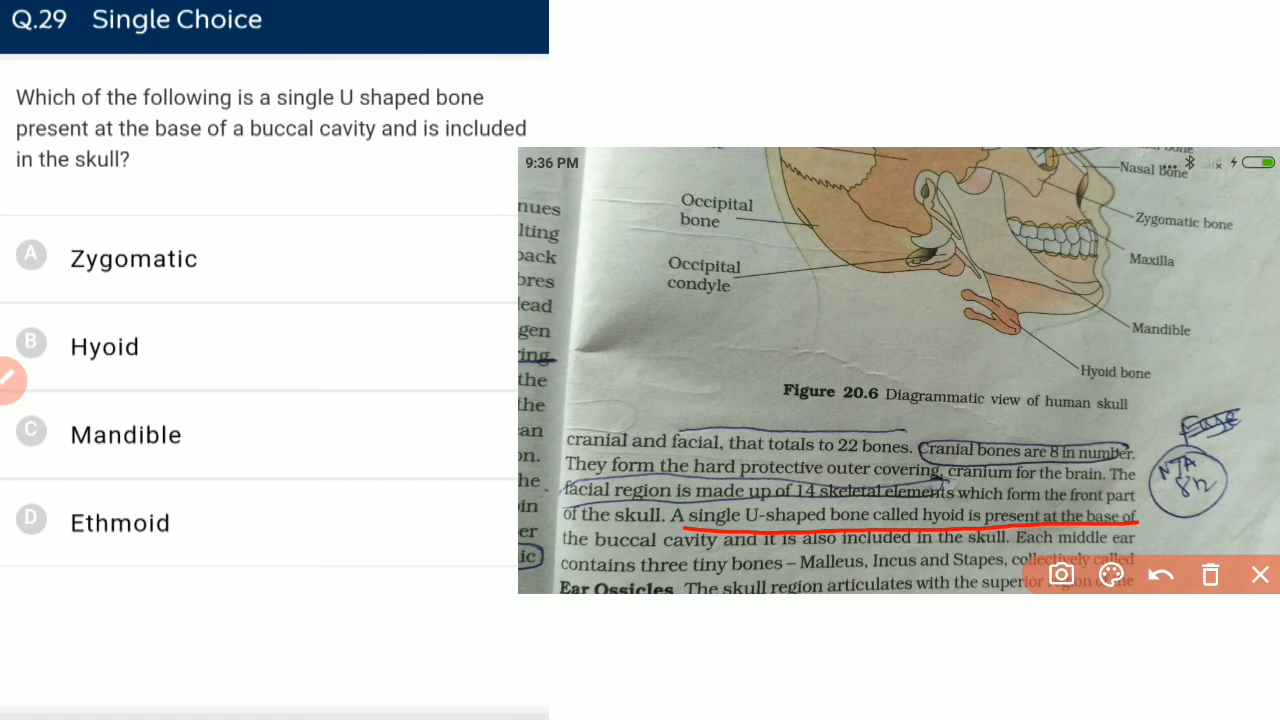 Q.29 Single Choice
Which of the following is a single U shaped bone
present at the base of a buccal cavity and is included
in the skull?
A Zygomatic
B Hyoid
C Mandible
D Ethmoid
9:36 PM
Nasal Bone
Zygomatic bone
Maxilla
Mandible
Hyoid bone
Occipital
bone
Occipital
condyle
nues
lting
back
bres
lead
gen
ring
the
the
an
on.
he
in
er
ic
Figure 20.6 Diagrammatic view of human skull
cranial and facial, that totals to 22 bones. Cranial bones are 8 in number.
They form the hard protective outer covering, cranium for the brain. The
facial region is made up of 14 skeletal elements which form the front part
of the skull. A single U-shaped bone called hyoid is present at the base of
the buccal cavity and it is also included in the skull. Each middle ear
contains three tiny bones – Malleus, Incus and Stapes, collectively called
Ear Ossicles. The skull region articulates with the superior region of the
NTA